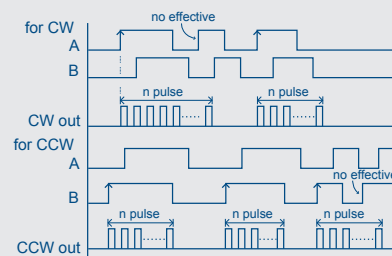 no effective
for CW
A
B
n pulse n pulse
CW out
for CCW
A
no effective
B
n pulse n pulse n pulse
CCW out